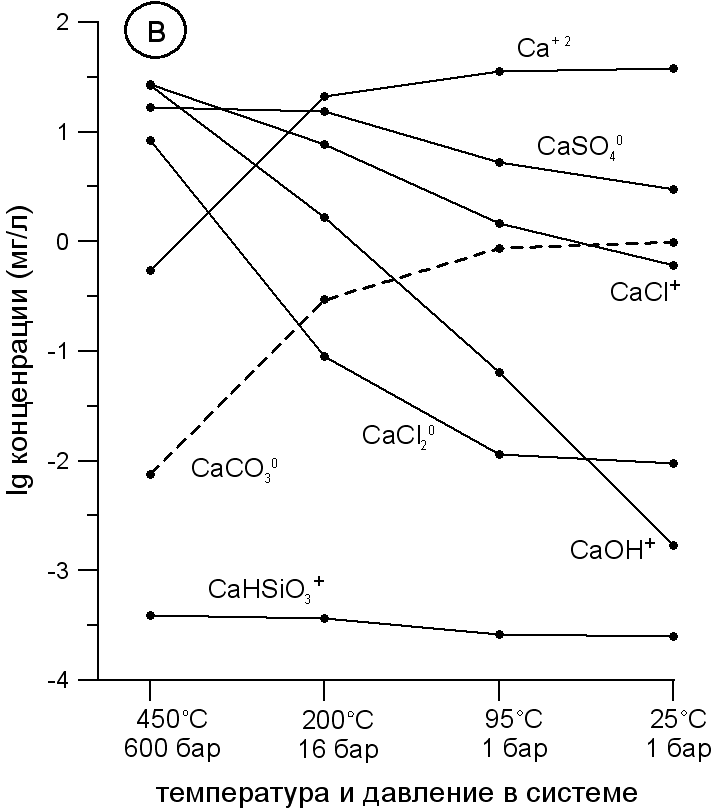 B
2
1
0
-1
-2
-3
-4
lg конценрации (мг/л)
Ca⁺²
CaSO₄⁰
CaCl⁺
CaCl₂⁰
CaCO₃⁰
CaOH⁺
CaHSiO₃⁺
450°C 200°C 95°C 25°C
600 бар 16 бар 1 бар 1 бар
температура и давление в системе